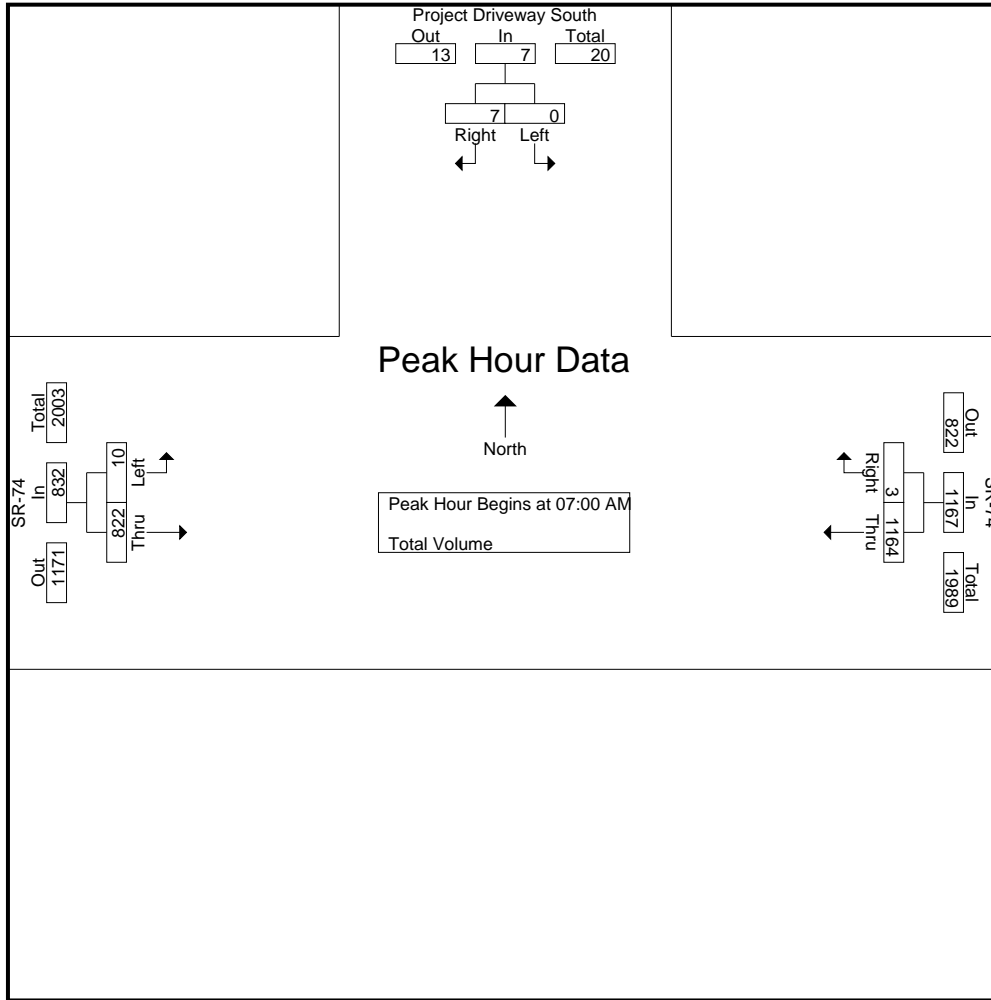 Project Driveway South
Out In Total
13 7 20
7 0
Right Left
Peak Hour Data
North
Peak Hour Begins at 07:00 AM
Total Volume
SR-74
Out In Total
1171 832 2003
822 10
Thru Left
SR-74
Out In Total
822 1167 1989
3 1164
Right Thru